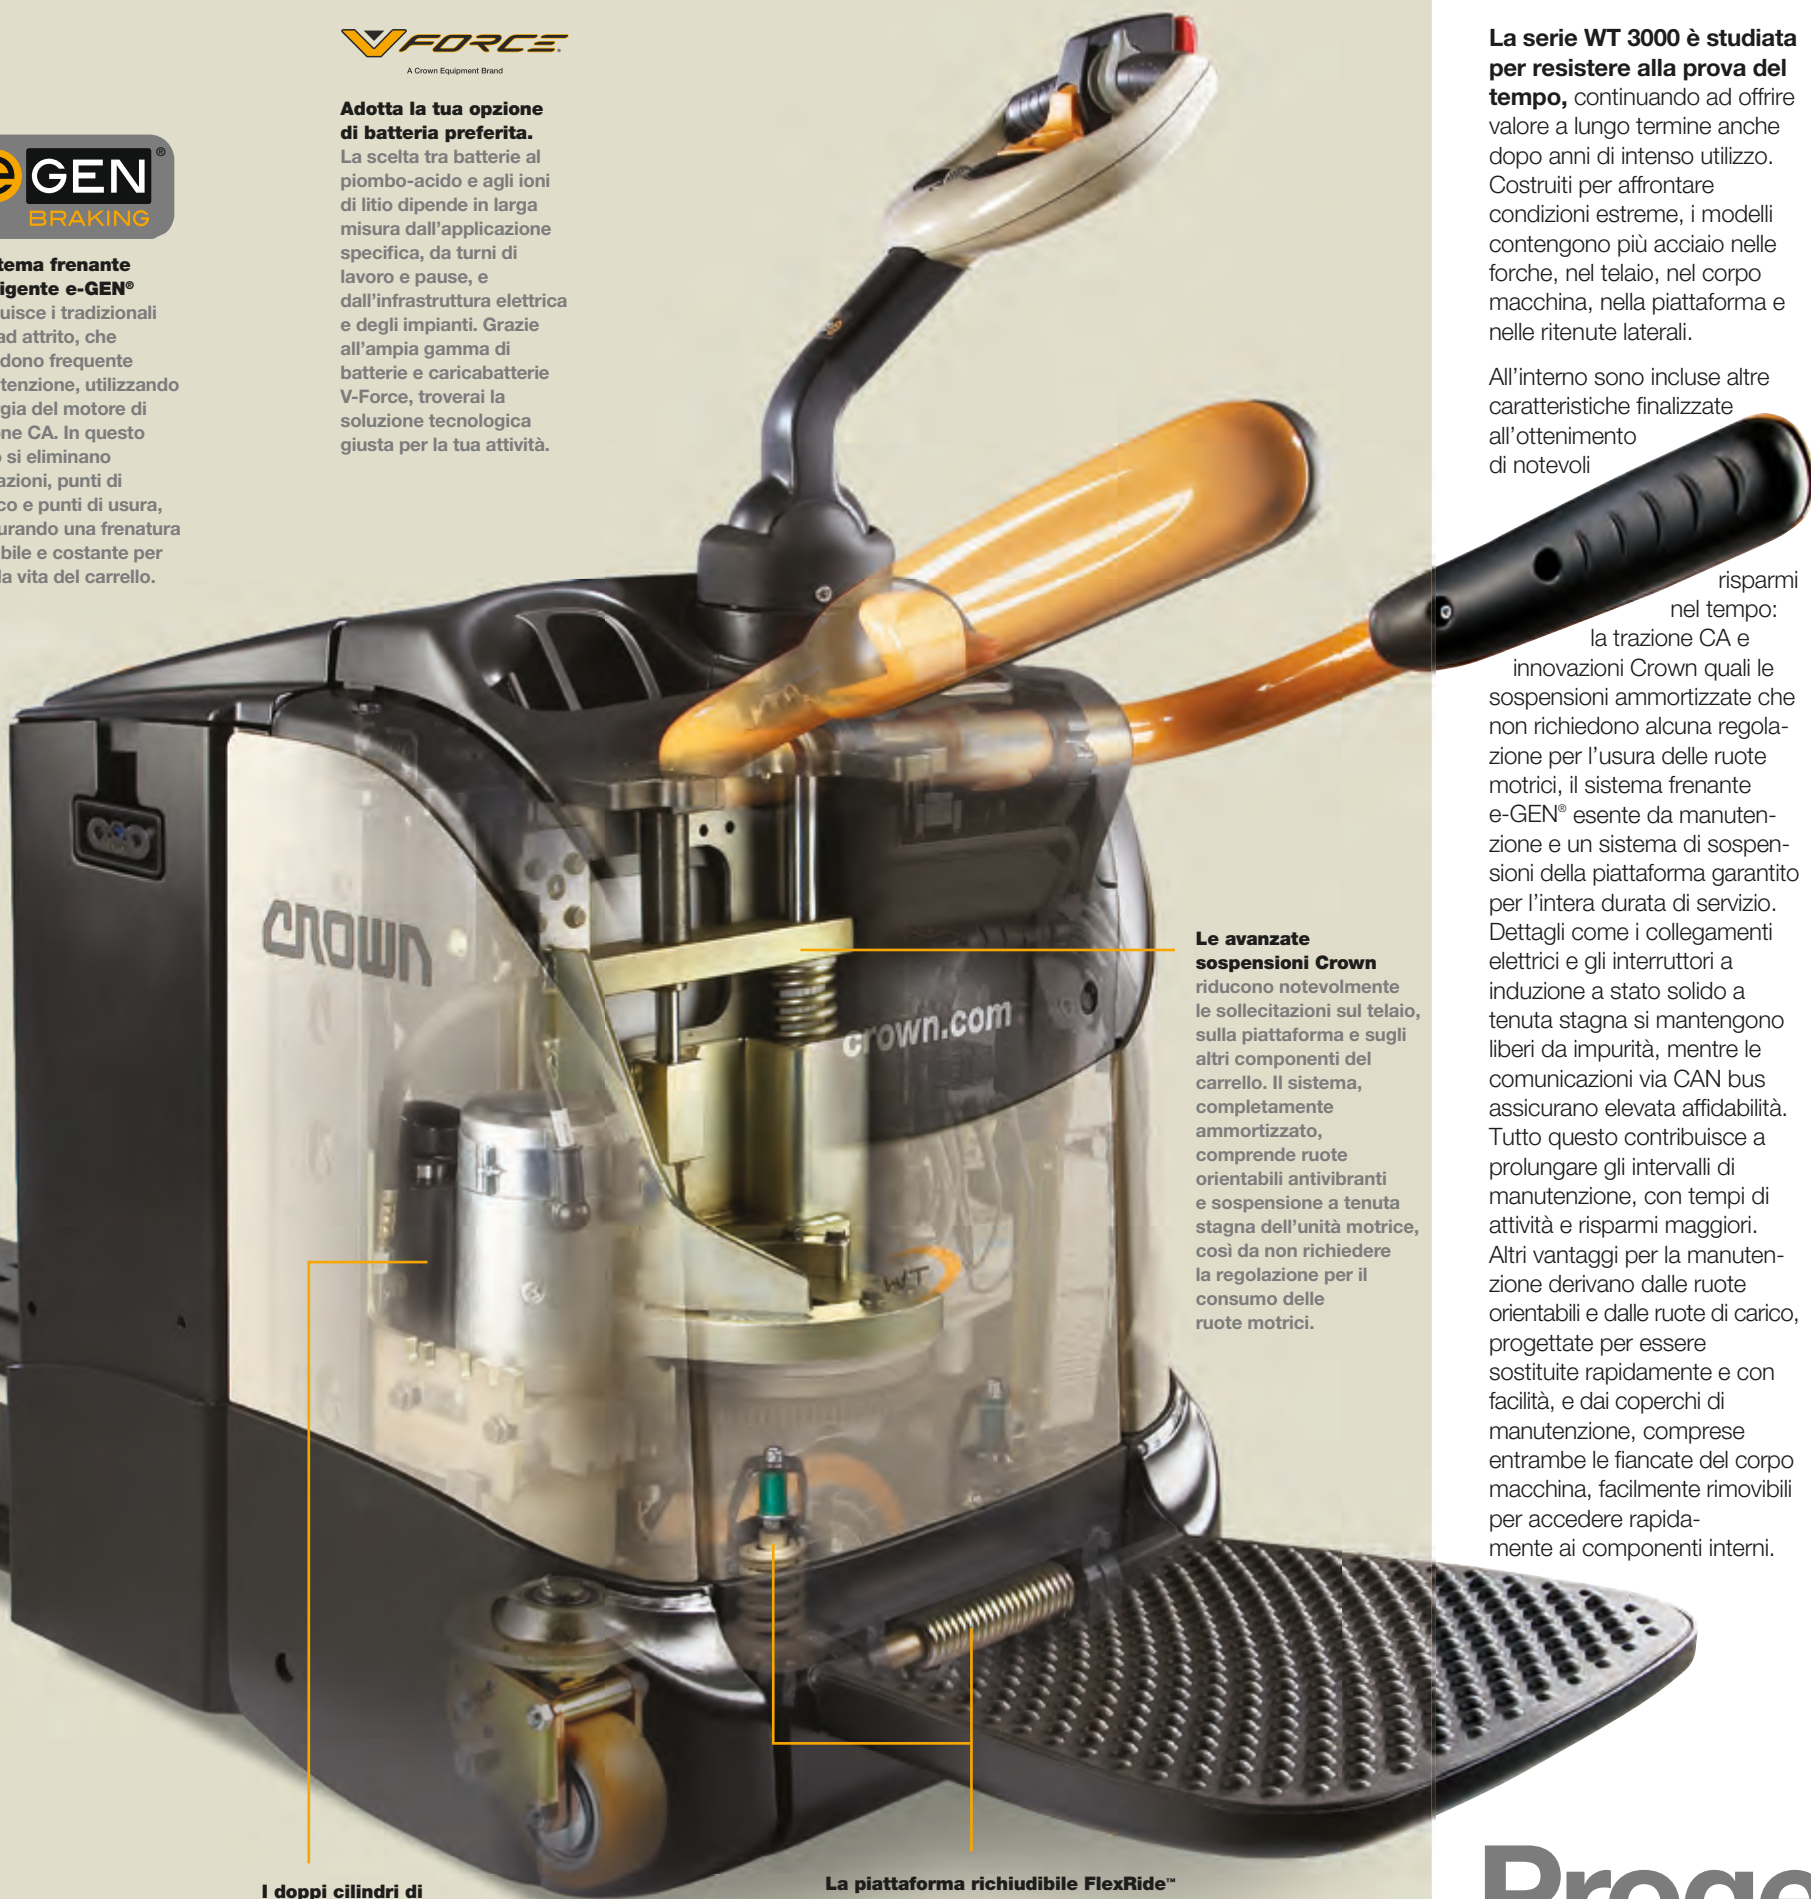 VFORCE
A Crown Equipment Brand
Adotta la tua opzione
di batteria preferita.
La scelta tra batterie al
piombo-acido e agli ioni
di litio dipende in larga
misura dall'applicazione
specifica, da turni di
lavoro e pause, e
dall'infrastruttura elettrica
e degli impianti. Grazie
all'ampia gamma di
batterie e caricabatterie
V-Force, troverai la
soluzione tecnologica
giusta per la tua attività.
e GEN®
BRAKING
tema frenante
igente e-GEN®
uisce i tradizionali
ad attrito, che
dono frequente
tenzione, utilizzando
rgia del motore di
one CA. In questo
o si eliminano
azioni, punti di
co e punti di usura,
urando una frenatura
bile e costante per
la vita del carrello.
CROWN
crown.com
WT
Le avanzate
sospensioni Crown
riducono notevolmente
le sollecitazioni sul telaio,
sulla piattaforma e sugli
altri componenti del
carrello. Il sistema,
completamente
ammortizzato,
comprende ruote
orientabili antivibranti
e sospensione a tenuta
stagna dell'unità motrice,
così da non richiedere
la regolazione per il
consumo delle
ruote motrici.
I doppi cilindri di
La piattaforma richiudibile FlexRide™
La serie WT 3000 è studiata
per resistere alla prova del
tempo, continuando ad offrire
valore a lungo termine anche
dopo anni di intenso utilizzo.
Costruiti per affrontare
condizioni estreme, i modelli
contengono più acciaio nelle
forche, nel telaio, nel corpo
macchina, nella piattaforma e
nelle ritenute laterali.
All'interno sono incluse altre
caratteristiche finalizzate
all'ottenimento
di notevoli
risparmi
nel tempo:
la trazione CA e
innovazioni Crown quali le
sospensioni ammortizzate che
non richiedono alcuna regola-
zione per l'usura delle ruote
motrici, il sistema frenante
e-GEN® esente da manuten-
zione e un sistema di sospen-
sioni della piattaforma garantito
per l'intera durata di servizio.
Dettagli come i collegamenti
elettrici e gli interruttori a
induzione a stato solido a
tenuta stagna si mantengono
liberi da impurità, mentre le
comunicazioni via CAN bus
assicurano elevata affidabilità.
Tutto questo contribuisce a
prolungare gli intervalli di
manutenzione, con tempi di
attività e risparmi maggiori.
Altri vantaggi per la manuten-
zione derivano dalle ruote
orientabili e dalle ruote di carico,
progettate per essere
sostituite rapidamente e con
facilità, e dai coperchi di
manutenzione, comprese
entrambe le fiancate del corpo
macchina, facilmente rimovibili
per accedere rapida-
mente ai componenti interni.
Proge